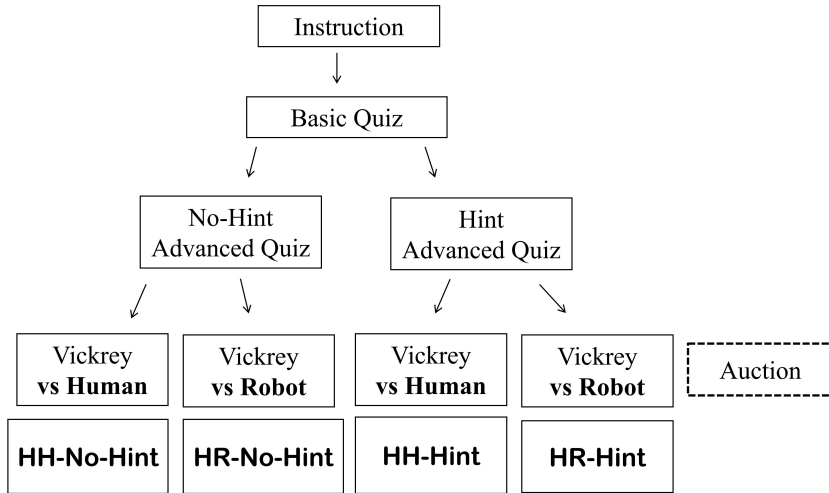 Instruction
Basic Quiz
No-Hint
Advanced Quiz
Hint
Advanced Quiz
Vickrey
vs Human
Vickrey
vs Robot
Vickrey
vs Human
Vickrey
vs Robot
Auction
HH-No-Hint
HR-No-Hint
HH-Hint
HR-Hint